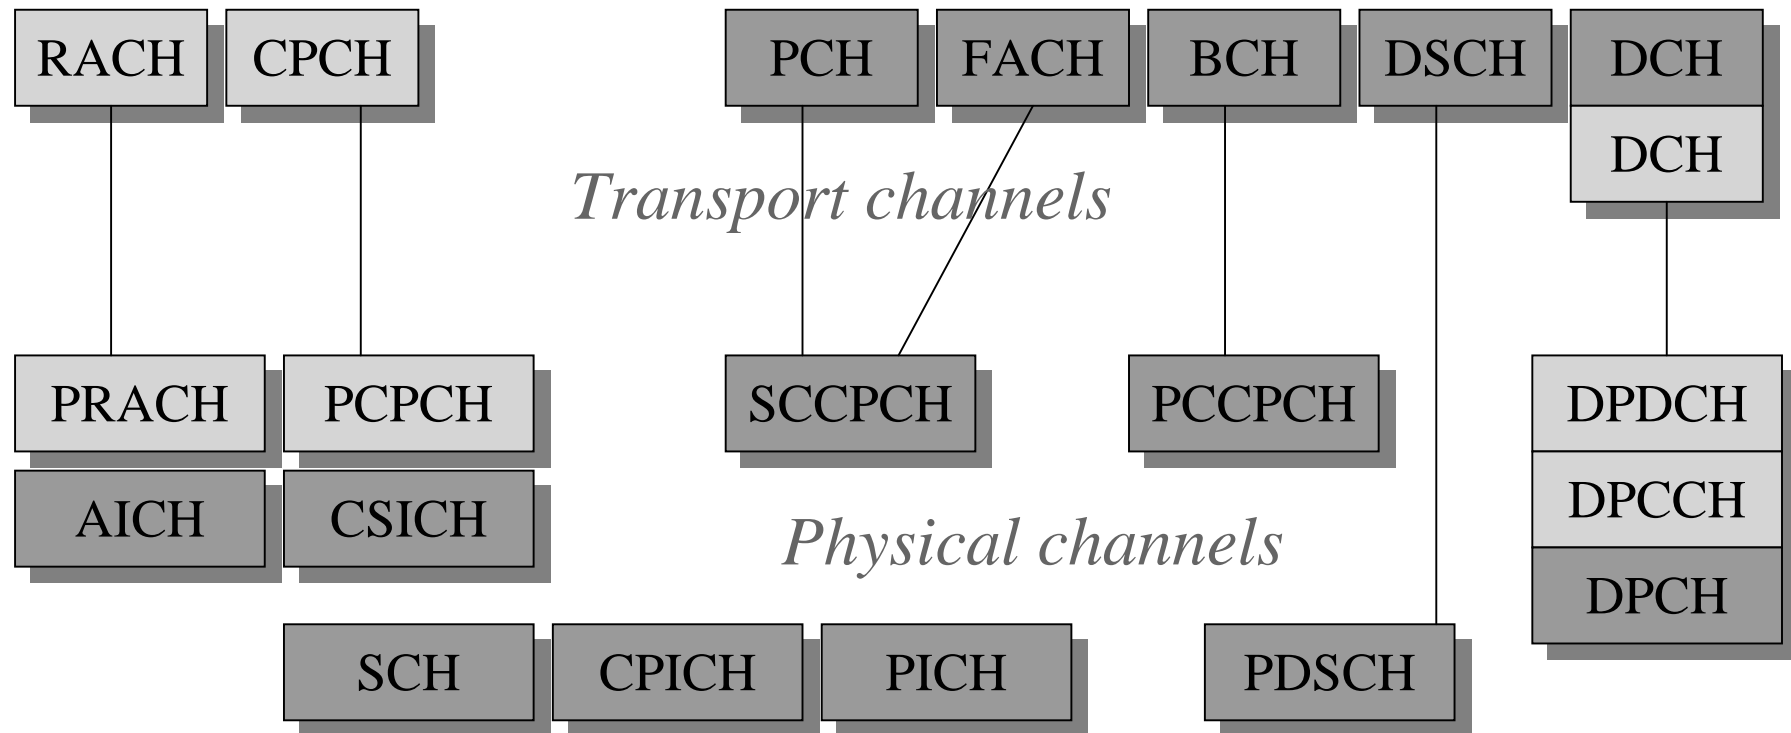 RACH CPCH PCH FACH BCH DSCH DCH
DCH
Transport channels
PRACH PCPCH SCCPCH PCCPCH DPDCH
AICH CSICH DPCCH
Physical channels
DPCH
SCH CPICH PICH PDSCH